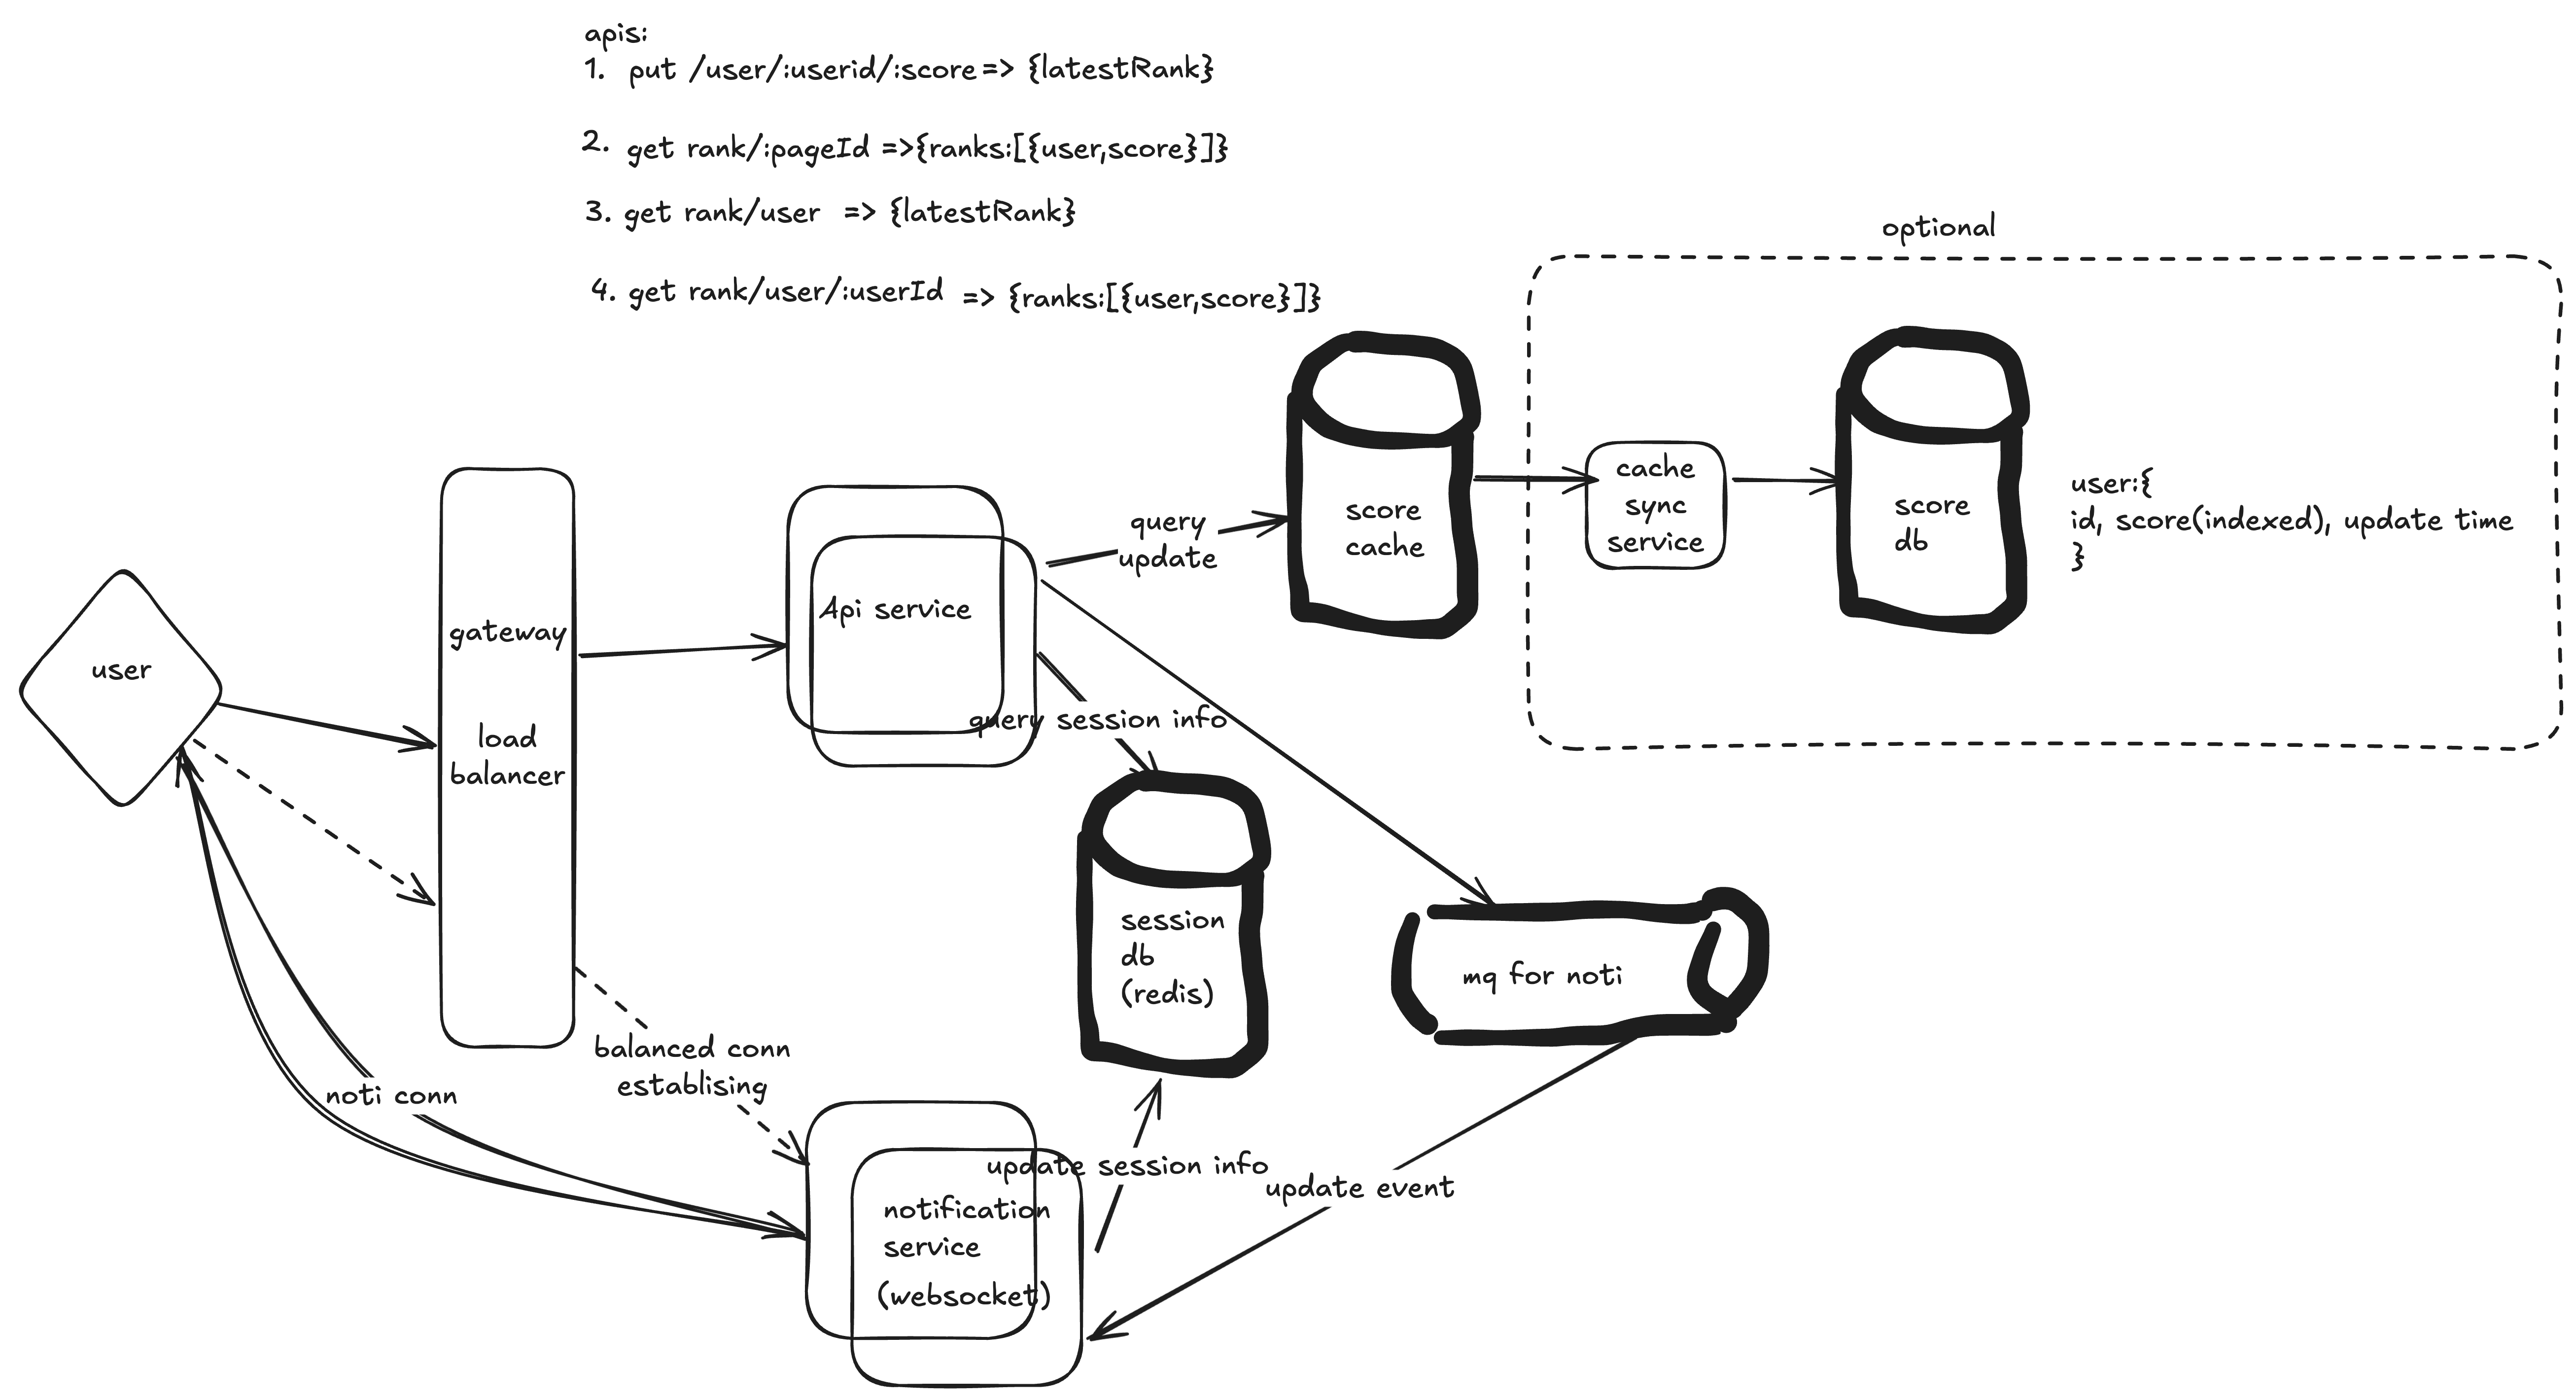 apis:
1. put /user/:userid/:score=> {latestRank}
2. get rank/:pageId =>{ranks:[{user,score}]}
3. get rank/user => {latestRank}
4. get rank/user/:userId => {ranks:[{user,score}]}
optional
cache
sync
service
score
db
user:{
id, score(indexed), update time
}
score
cache
query
update
Api service
gateway
load
balancer
user
query session info
session
db
(redis)
mq for noti
balanced conn
establising
noti conn
update session info
update event
notification
service
(websocket)